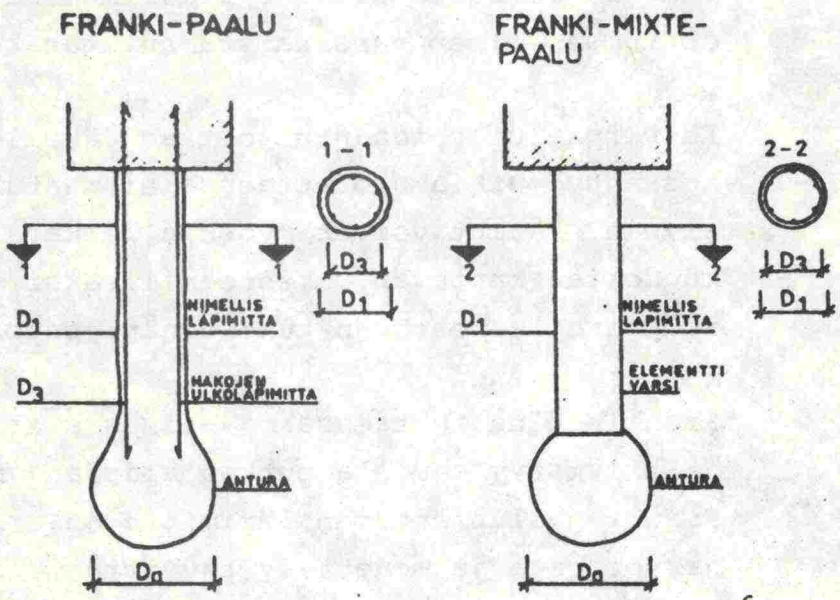 FRANKI-PAALU
1-1
1
1
D3
D1
D1
NIMELLIS
LÄPIMITTA
D3
HAKOJEN
ULKOLÄPIMITTA
ANTURA
Da
FRANKI-MIXTE-
PAALU
2-2
2
2
D3
D1
D1
NIMELLIS
LÄPIMITTA
ELEMENTTI
VARSI
ANTURA
Da